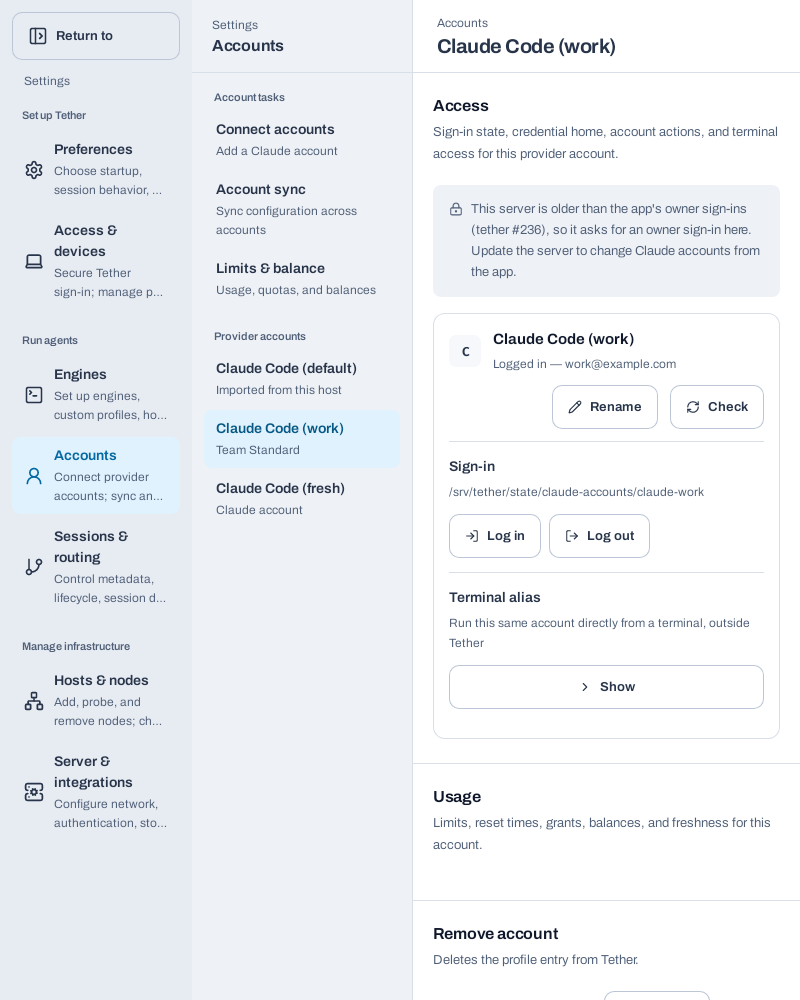 Return to
Settings
Set up Tether
Preferences
Choose startup,
session behavior, ...
Access &
devices
Secure Tether
sign-in; manage p...
Run agents
Engines
Set up engines,
custom profiles, ho...
Accounts
Connect provider
accounts; sync an...
Sessions &
routing
Control metadata,
lifecycle, session d...
Manage infrastructure
Hosts & nodes
Add, probe, and
remove nodes; ch...
Server &
integrations
Configure network,
authentication, sto...
Settings
Accounts
Account tasks
Connect accounts
Add a Claude account
Account sync
Sync configuration across
accounts
Limits & balance
Usage, quotas, and balances
Provider accounts
Claude Code (default)
Imported from this host
Claude Code (work)
Team Standard
Claude Code (fresh)
Claude account
Accounts
Claude Code (work)
Access
Sign-in state, credential home, account actions, and terminal
access for this provider account.
This server is older than the app's owner sign-ins
(tether #236), so it asks for an owner sign-in here.
Update the server to change Claude accounts from
the app.
C
Claude Code (work)
Logged in — work@example.com
Rename
Check
Sign-in
/srv/tether/state/claude-accounts/claude-work
Log in
Log out
Terminal alias
Run this same account directly from a terminal, outside
Tether
Show
Usage
Limits, reset times, grants, balances, and freshness for this
account.
Remove account
Deletes the profile entry from Tether.